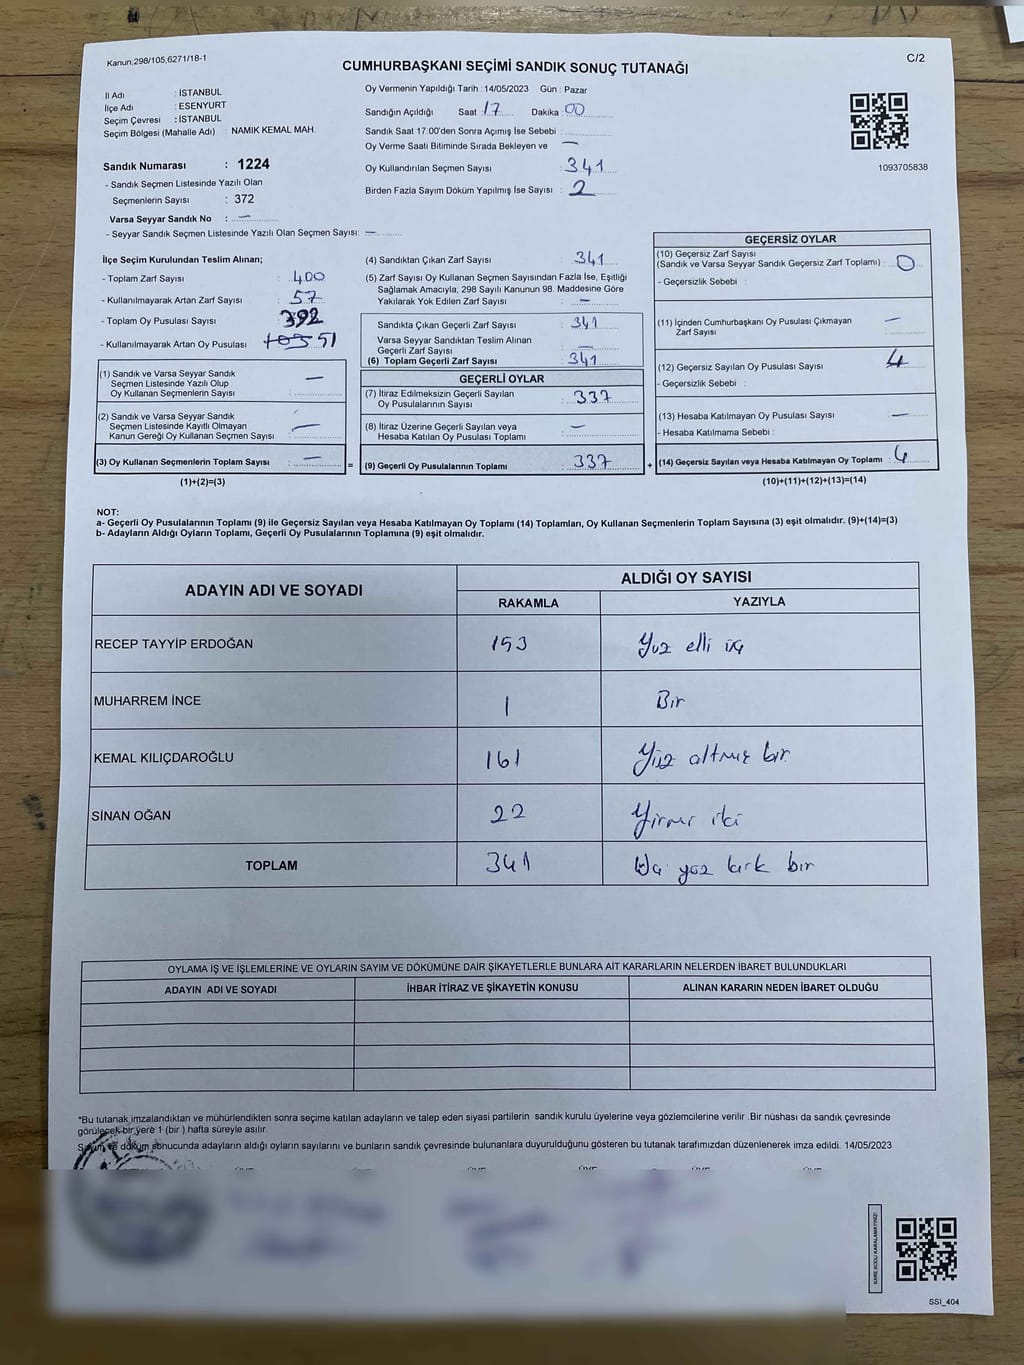 Kanun,298/105,6271/18-1
C/2
CUMHURBAŞKANI SEÇİMİ SANDIK SONUÇ TUTANAĞI
İl Adı : İSTANBUL
İlçe Adı : ESENYURT
Seçim Çevresi : İSTANBUL
Seçim Bölgesi (Mahalle Adı) : NAMIK KEMAL MAH.
Sandık Numarası : 1224
- Sandık Seçmen Listesinde Yazılı Olan
Seçmenlerin Sayısı : 372
Varsa Seyyar Sandık No : —
- Seyyar Sandık Seçmen Listesinde Yazılı Olan Seçmen Sayısı: —
Oy Vermenin Yapıldığı Tarih : 14/05/2023 Gün : Pazar
Sandığın Açıldığı Saat 17 Dakika 00
Sandık Saat 17:00'den Sonra Açımış İse Sebebi :
Oy Verme Saati Bitiminde Sırada Bekleyen ve —
Oy Kullandırılan Seçmen Sayısı : 341
Birden Fazla Sayım Döküm Yapılmış İse Sayısı : 2
1093705838
İlçe Seçim Kurulundan Teslim Alınan;
- Toplam Zarf Sayısı : 400
- Kullanılmayarak Artan Zarf Sayısı : 57
- Toplam Oy Pusulası Sayısı : 392
- Kullanılmayarak Artan Oy Pusulası : 51
(1) Sandık ve Varsa Seyyar Sandık
Seçmen Listesinde Yazılı Olup
Oy Kullanan Seçmenlerin Sayısı : —
(2) Sandık ve Varsa Seyyar Sandık
Seçmen Listesinde Kayıtlı Olmayan
Kanun Gereği Oy Kullanan Seçmen Sayısı : —
(3) Oy Kullanan Seçmenlerin Toplam Sayısı : — =
(1)+(2)=(3)
(4) Sandıktan Çıkan Zarf Sayısı : 341
(5) Zarf Sayısı Oy Kullanan Seçmen Sayısından Fazla İse, Eşitliği
Sağlamak Amacıyla; 298 Sayılı Kanunun 98. Maddesine Göre
Yakılarak Yok Edilen Zarf Sayısı : —
Sandıkta Çıkan Geçerli Zarf Sayısı : 341
Varsa Seyyar Sandıktan Teslim Alınan
Geçerli Zarf Sayısı : —
(6) Toplam Geçerli Zarf Sayısı : 341
GEÇERLİ OYLAR
(7) İtiraz Edilmeksizin Geçerli Sayılan
Oy Pusulalarının Sayısı : 337
(8) İtiraz Üzerine Geçerli Sayılan veya
Hesaba Katılan Oy Pusulası Toplamı : —
(9) Geçerli Oy Pusulalarının Toplamı : 337 +
GEÇERSİZ OYLAR
(10) Geçersiz Zarf Sayısı
(Sandık ve Varsa Seyyar Sandık Geçersiz Zarf Toplamı) : 0
- Geçersizlik Sebebi :
(11) İçinden Cumhurbaşkanı Oy Pusulası Çıkmayan
Zarf Sayısı : —
(12) Geçersiz Sayılan Oy Pusulası Sayısı : 4
- Geçersizlik Sebebi :
(13) Hesaba Katılmayan Oy Pusulası Sayısı : —
- Hesaba Katılmama Sebebi :
(14) Geçersiz Sayılan veya Hesaba Katılmayan Oy Toplamı : 4
(10)+(11)+(12)+(13)=(14)
NOT:
a- Geçerli Oy Pusulalarının Toplamı (9) ile Geçersiz Sayılan veya Hesaba Katılmayan Oy Toplamı (14) Toplamları, Oy Kullanan Seçmenlerin Toplam Sayısına (3) eşit olmalıdır. (9)+(14)=(3)
b- Adayların Aldığı Oyların Toplamı, Geçerli Oy Pusulalarının Toplamına (9) eşit olmalıdır.
ADAYIN ADI VE SOYADI ALDIĞI OY SAYISI
RAKAMLA YAZIYLA
RECEP TAYYİP ERDOĞAN 153 Yüz elli üç
MUHARREM İNCE 1 Bir
KEMAL KILIÇDAROĞLU 161 Yüz altmış bir
SİNAN OĞAN 22 Yirmi iki
TOPLAM 341 Üç yüz kırk bir
OYLAMA İŞ VE İŞLEMLERİNE VE OYLARIN SAYIM VE DÖKÜMÜNE DAİR ŞİKAYETLERLE BUNLARA AİT KARARLARIN NELERDEN İBARET BULUNDUKLARI
ADAYIN ADI VE SOYADI İHBAR İTİRAZ VE ŞİKAYETİN KONUSU ALINAN KARARIN NEDEN İBARET OLDUĞU
*Bu tutanak imzalandıktan ve mühürlendikten sonra seçime katılan adayların ve talep eden siyasi partilerin sandık kurulu üyelerine veya gözlemcilerine verilir .Bir nüshası da sandık çevresinde
görülecek bir yere 1 (bir ) hafta süreyle asılır.
Sayım ve döküm sonucunda adayların aldığı oyların sayılarını ve bunların sandık çevresinde bulunanlara duyurulduğunu gösteren bu tutanak tarafımızdan düzenlenerek imza edildi. 14/05/2023
KARE KODU KARALAMAYINIZ!
SSİ_404